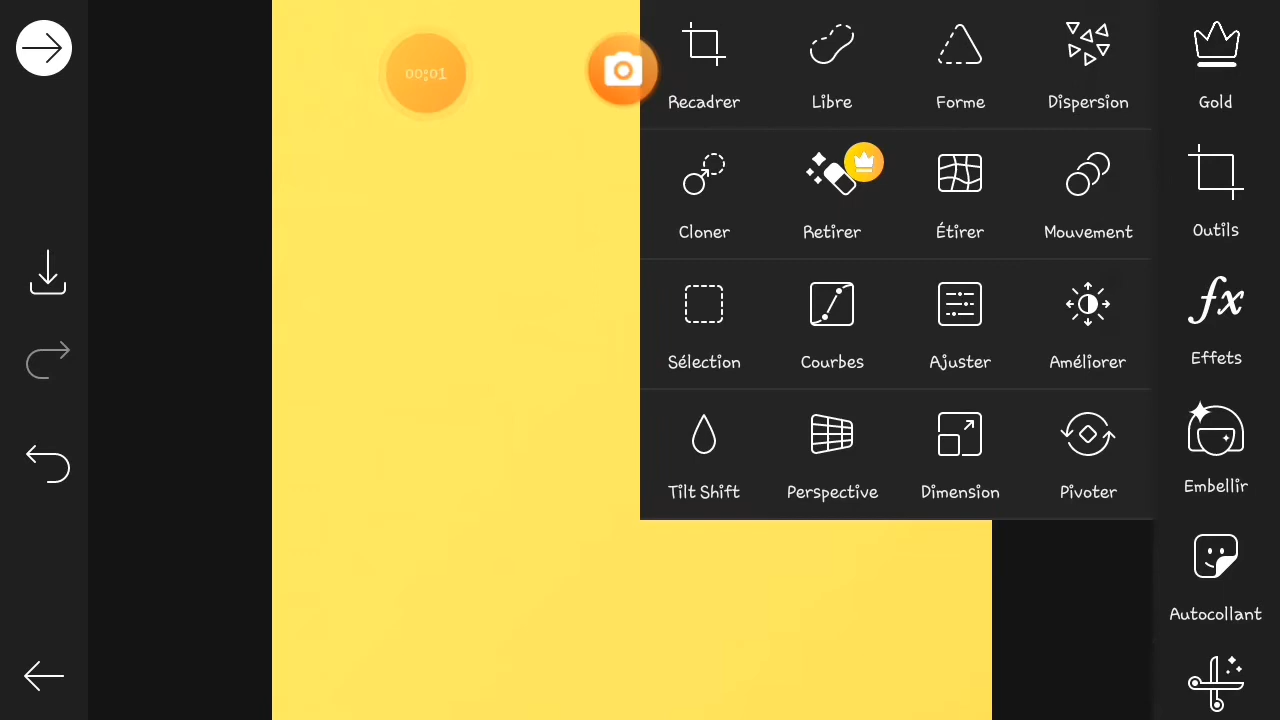 00:01
Recadrer
Libre
Forme
Dispersion
Gold
Cloner
Retirer
Étirer
Mouvement
Outils
Sélection
Courbes
Ajuster
Améliorer
fx
Effets
Tilt Shift
Perspective
Dimension
Pivoter
Embellir
Autocollant